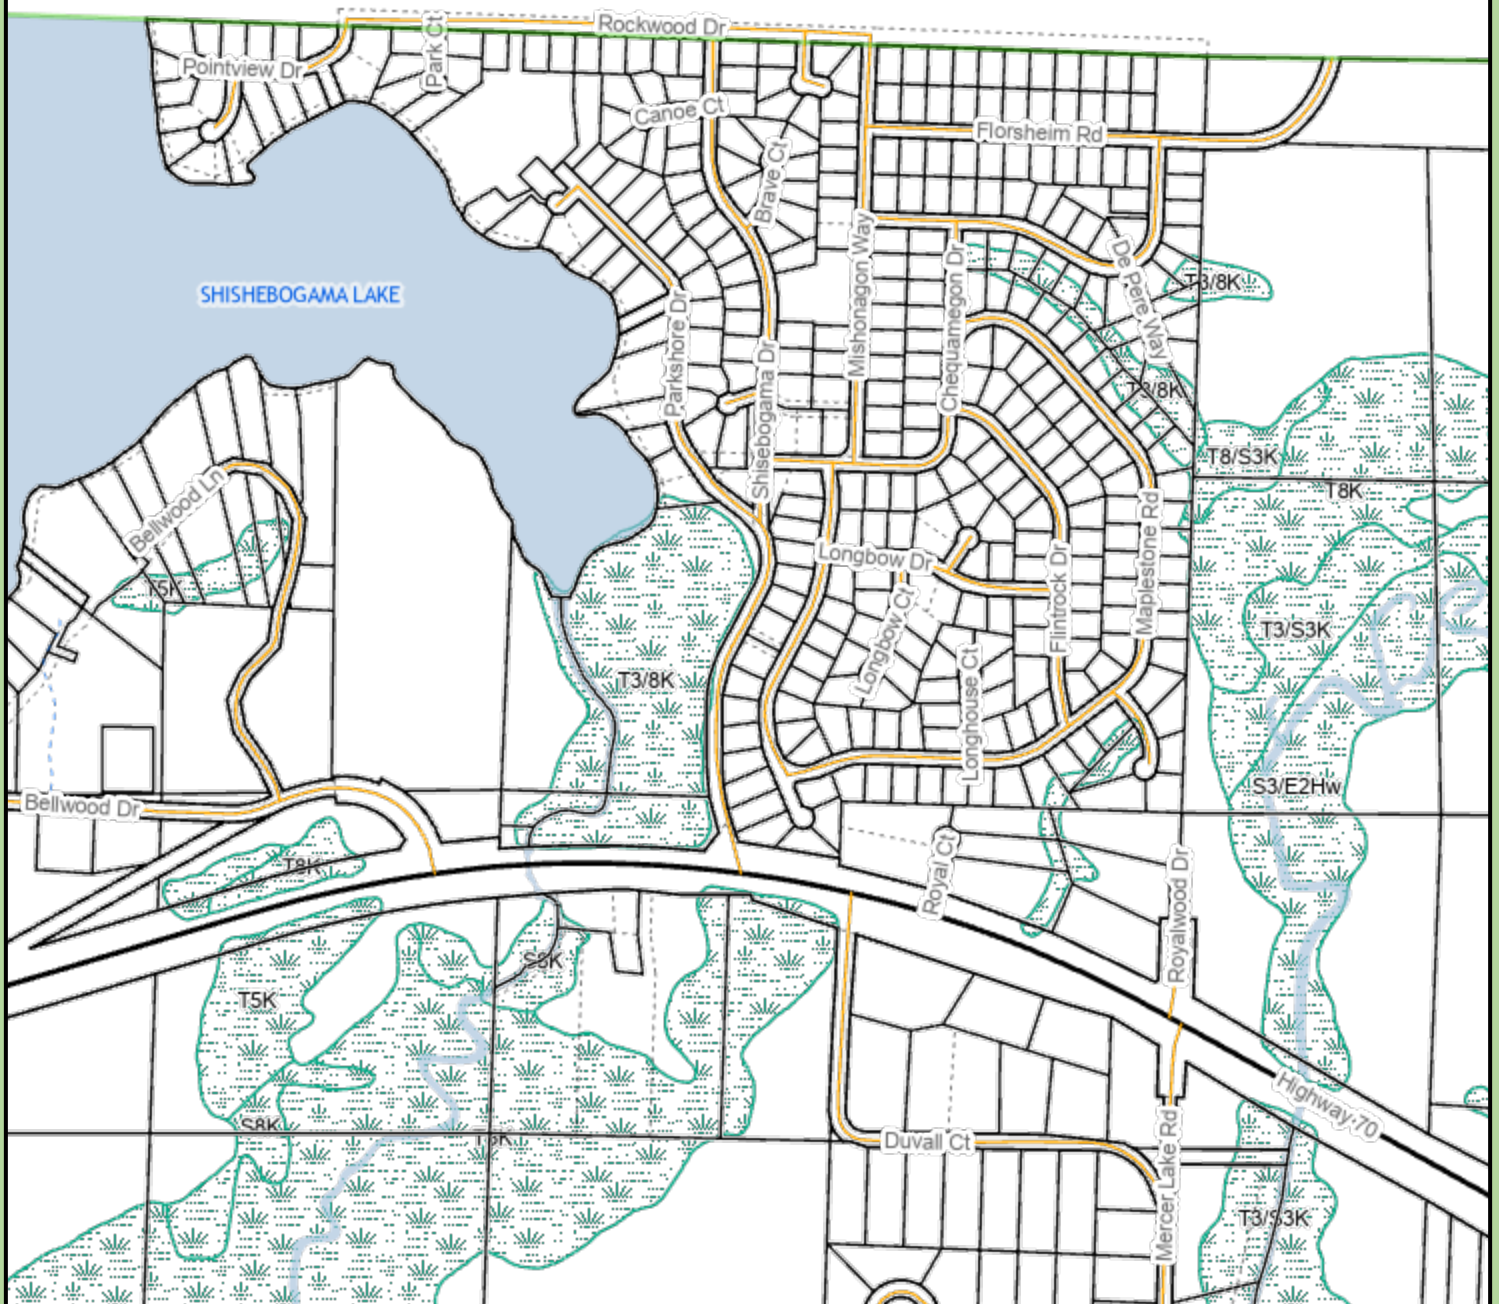 Rockwood Dr
Park Ct
Pointview Dr
Canoe Ct
Florsheim Rd
Brave Ct
Mishonagon Way
De Pere Way
T3/8K
Chequamegon Dr
SHISHEBOGAMA LAKE
Parkshore Dr
Shisebogama Dr
T3/8K
T8/S3K
T8K
Bellwood Ln
Maplestone Rd
Longbow Dr
Flintrock Dr
T5K
Longbow Ct
T3/S3K
T3/8K
Longhouse Ct
S3/E2Hw
Bellwood Dr
T8K
Royal Ct
Royalwood Dr
S3K
T5K
Highway 70
S8K
Duvall Ct
Mercer Lake Rd
T3/S3K